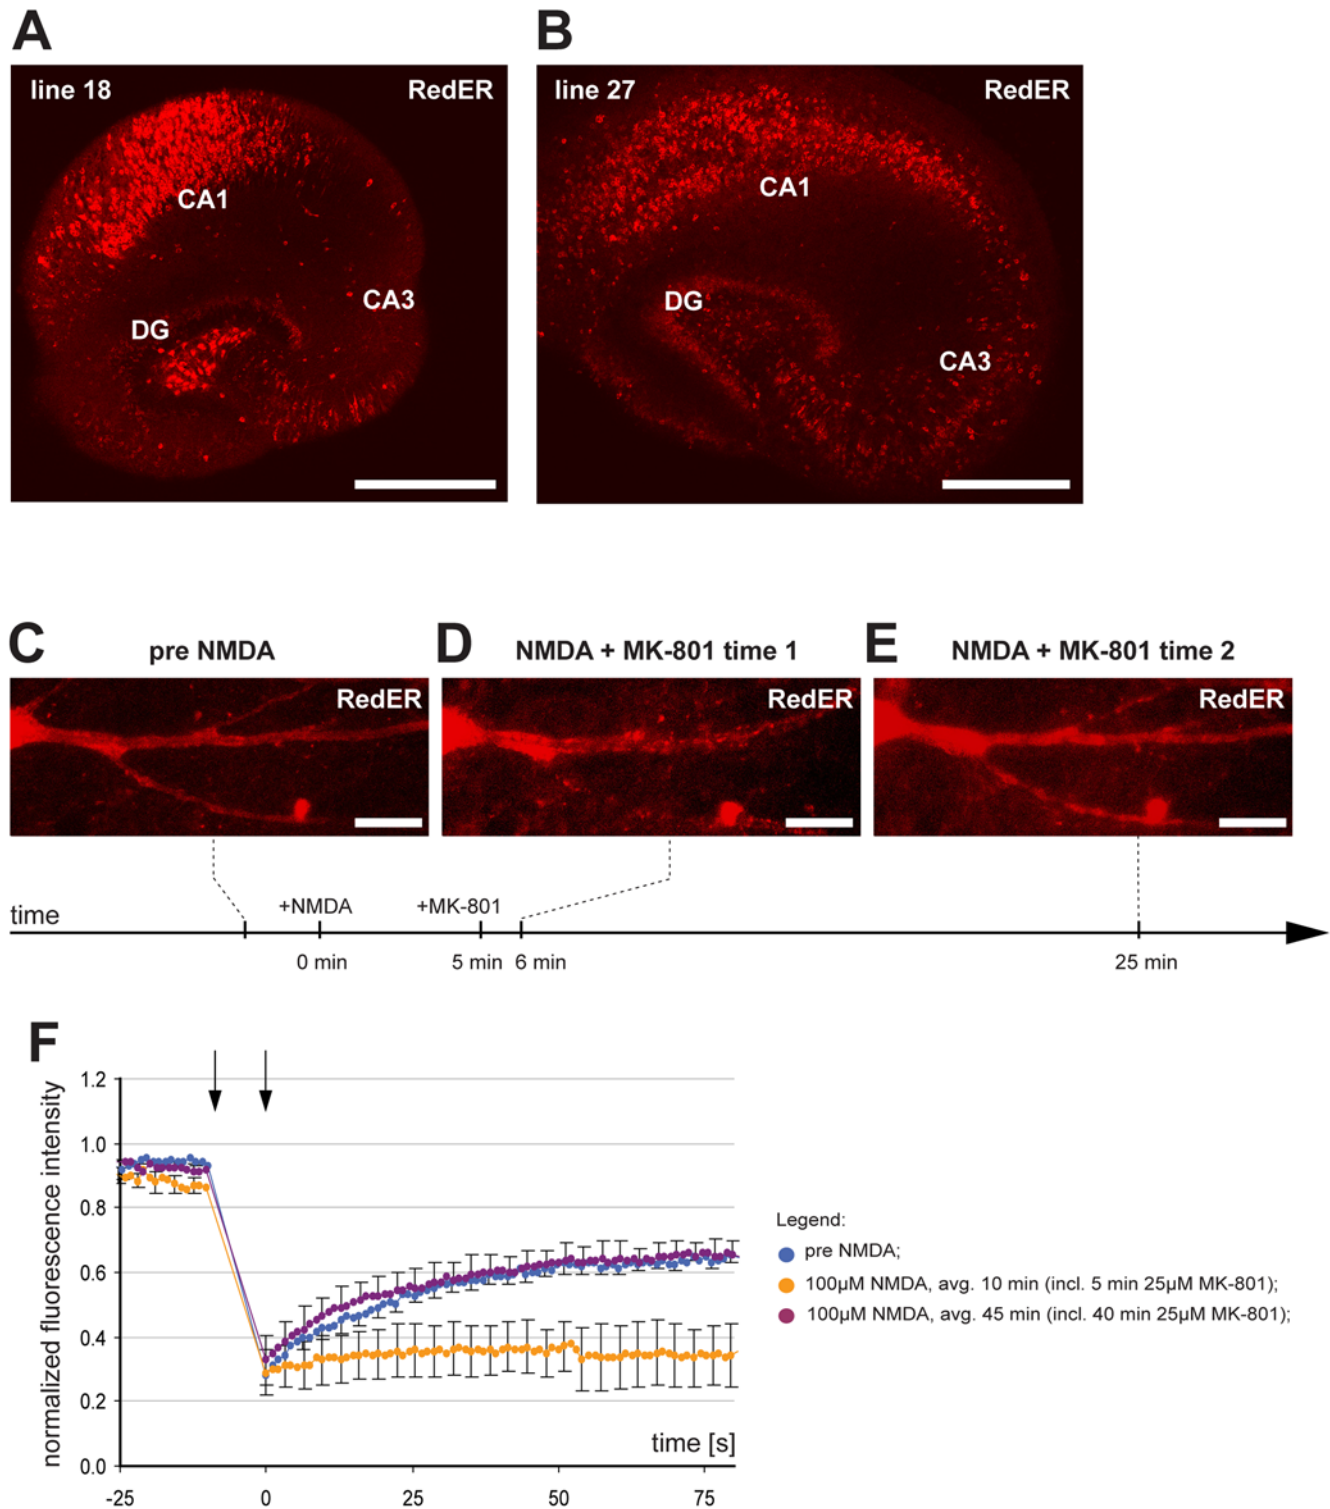 A
B
line 18
RedER
CA1
CA3
DG
line 27
RedER
CA1
DG
CA3
C
pre NMDA
D
NMDA + MK-801 time 1
E
NMDA + MK-801 time 2
RedER
RedER
RedER
time
+NMDA
+MK-801
0 min
5 min
6 min
25 min
F
normalized fluorescence intensity
1.2
1.0
0.8
0.6
0.4
0.2
0.0
time [s]
-25
0
25
50
75
Legend:
pre NMDA;
100µM NMDA, avg. 10 min (incl. 5 min 25µM MK-801);
100µM NMDA, avg. 45 min (incl. 40 min 25µM MK-801);